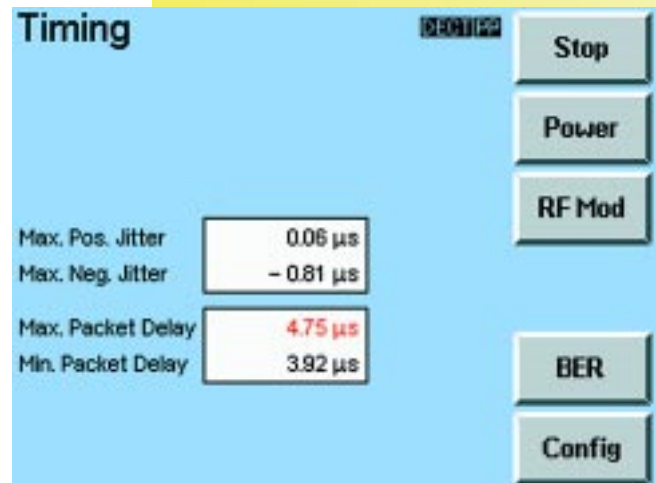 Timing
DECT PP
Stop
Power
RF Mod
Max. Pos. Jitter 0.06 µs
Max. Neg. Jitter – 0.81 µs
Max. Packet Delay 4.75 µs
Min. Packet Delay 3.92 µs
BER
Config